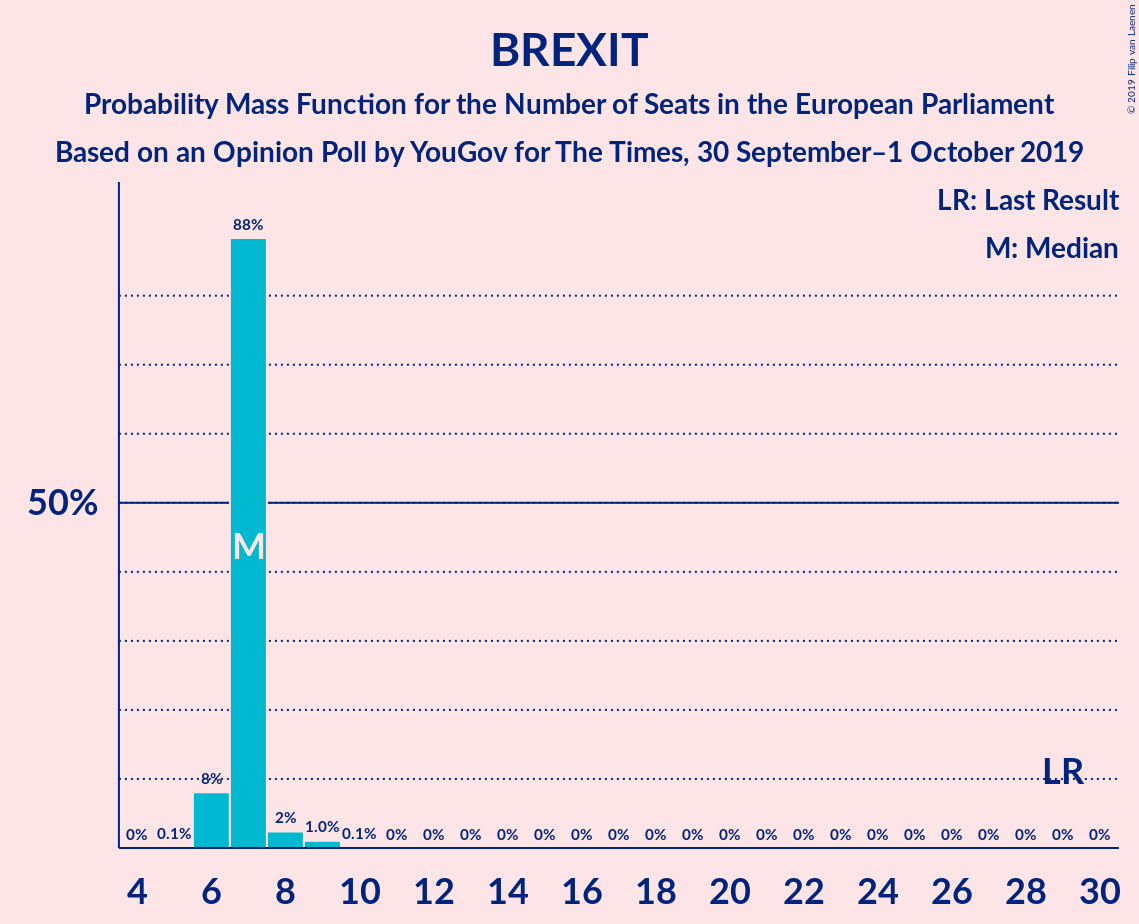 BREXIT
Probability Mass Function for the Number of Seats in the European Parliament
Based on an Opinion Poll by YouGov for The Times, 30 September–1 October 2019
© 2019 Filip van Laenen
LR: Last Result
M: Median
88%
50%
M
LR
0% 0.1% 8% 2% 1.0% 0.1% 0% 0% 0% 0% 0% 0% 0% 0% 0% 0% 0% 0% 0% 0% 0% 0% 0% 0% 0% 0%
4 6 8 10 12 14 16 18 20 22 24 26 28 30